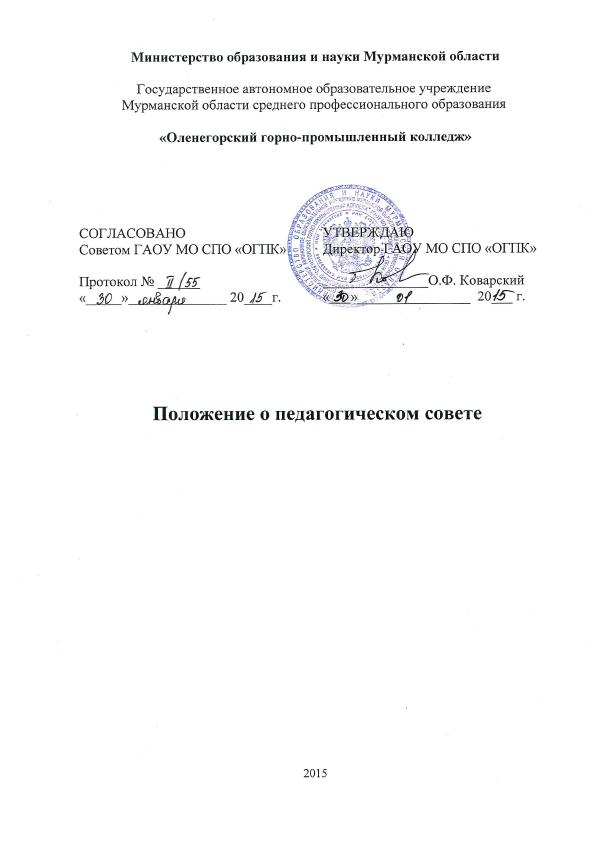 Министерство образования и науки Мурманской области
Государственное автономное образовательное учреждение
Мурманской области среднего профессионального образования
«Оленегорский горно-промышленный колледж»
СОГЛАСОВАНО
Советом ГАОУ МО СПО «ОГПК»
Протокол № II/55
«30» января 2015 г.
УТВЕРЖДАЮ
Директор ГАОУ МО СПО «ОГПК»
О.Ф. Коварский
«30» 01 2015 г.
Положение о педагогическом совете
2015